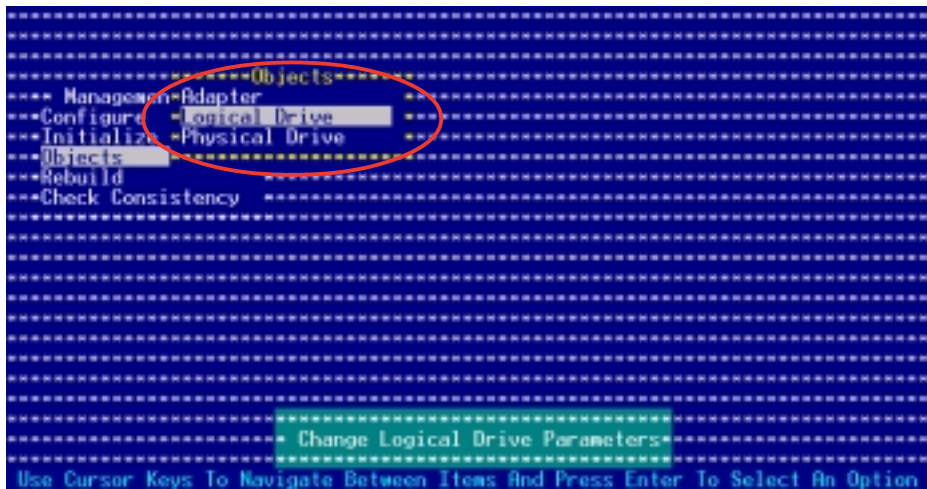 Objects
Managemen
Adapter
Configure
Logical Drive
Initialize
Physical Drive
Objects
Rebuild
Check Consistency
Change Logical Drive Parameters
Use Cursor Keys To Navigate Between Items And Press Enter To Select An Option